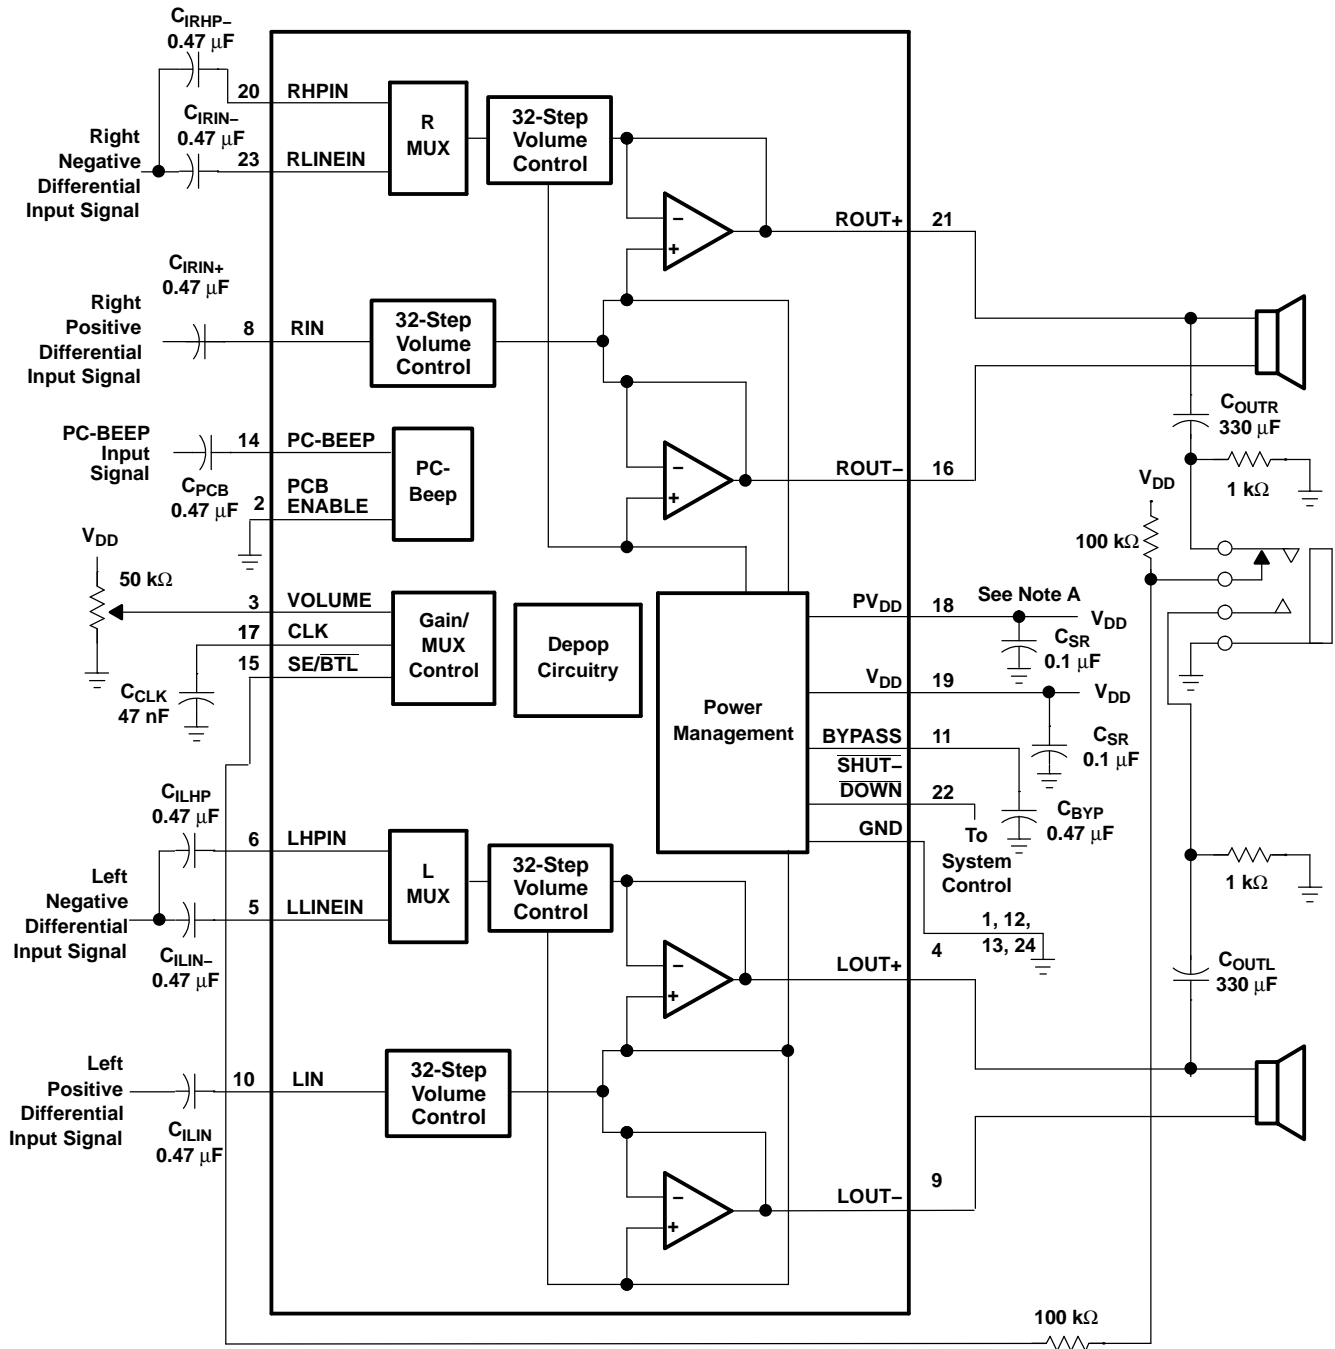 CIRHP–
0.47 µF
20
RHPIN
CIRIN–
0.47 µF
Right
Negative
Differential
Input Signal
23
RLINEIN
R
MUX
32-Step
Volume
Control
–
+
ROUT+
21
CIRIN+
0.47 µF
Right
Positive
Differential
Input Signal
8
RIN
32-Step
Volume
Control
PC-BEEP
Input
Signal
14
PC-BEEP
CPCB
0.47 µF
2
PCB
ENABLE
PC-
Beep
–
+
ROUT–
16
COUTR
330 µF
1 kΩ
VDD
100 kΩ
VDD
50 kΩ
3
VOLUME
17
CLK
15
SE/BTL
CCLK
47 nF
Gain/
MUX
Control
Depop
Circuitry
Power
Management
PVDD
18
See Note A
VDD
CSR
0.1 µF
VDD
19
VDD
CSR
0.1 µF
BYPASS
11
SHUT–
DOWN
22
CBYP
0.47 µF
GND
To
System
Control
1, 12,
13, 24
CILHP
0.47 µF
6
LHPIN
Left
Negative
Differential
Input Signal
5
LLINEIN
CILIN–
0.47 µF
L
MUX
32-Step
Volume
Control
–
+
LOUT+
4
1 kΩ
COUTL
330 µF
Left
Positive
Differential
Input Signal
10
LIN
CILIN
0.47 µF
32-Step
Volume
Control
–
+
LOUT–
9
100 kΩ